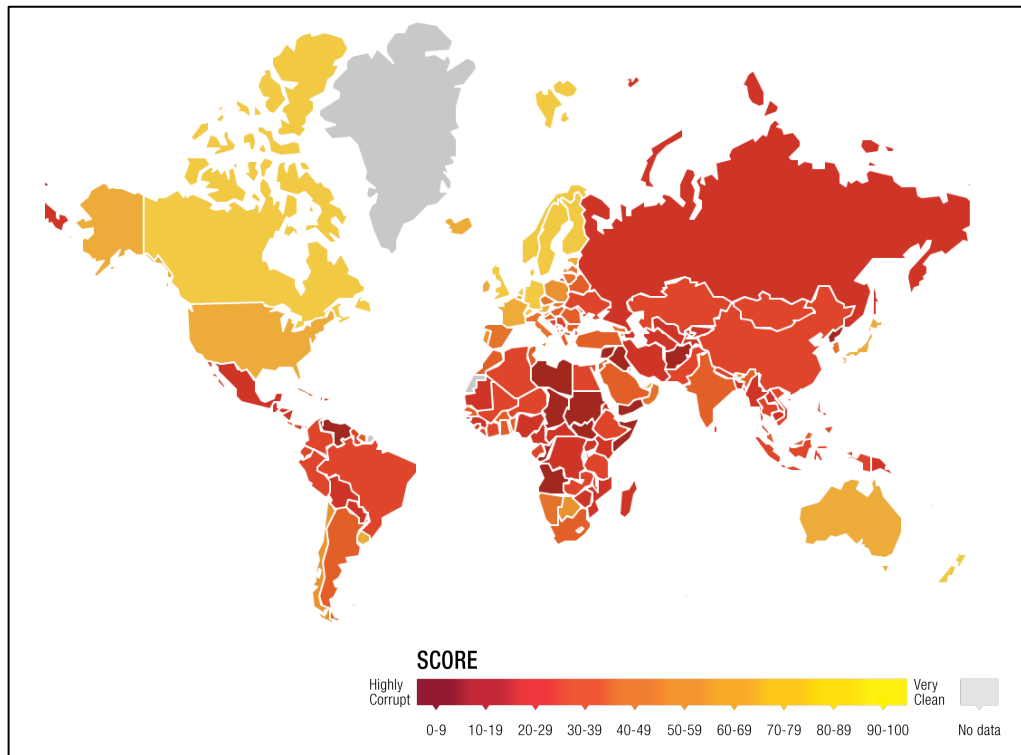 SCORE
Highly
Corrupt
Very
Clean
0-9 10-19 20-29 30-39 40-49 50-59 60-69 70-79 80-89 90-100 No data